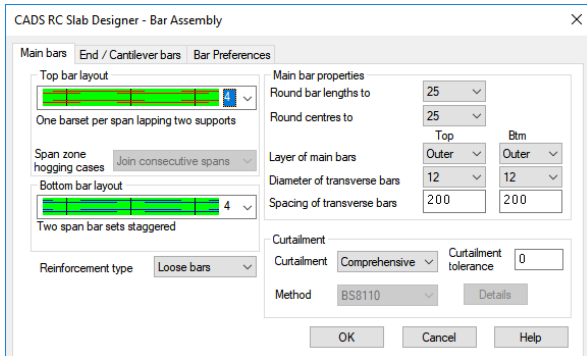 CADS RC Slab Designer - Bar Assembly
Main bars
End / Cantilever bars
Bar Preferences
Top bar layout
4
One barset per span lapping two supports
Span zone
hogging cases
Join consecutive spans
Bottom bar layout
4
Two span bar sets staggered
Reinforcement type
Loose bars
Main bar properties
Round bar lengths to
25
Round centres to
25
Top
Btm
Layer of main bars
Outer
Outer
Diameter of transverse bars
12
12
Spacing of transverse bars
200
200
Curtailment
Curtailment
Comprehensive
Curtailment
tolerance
0
Method
BS8110
Details
OK
Cancel
Help